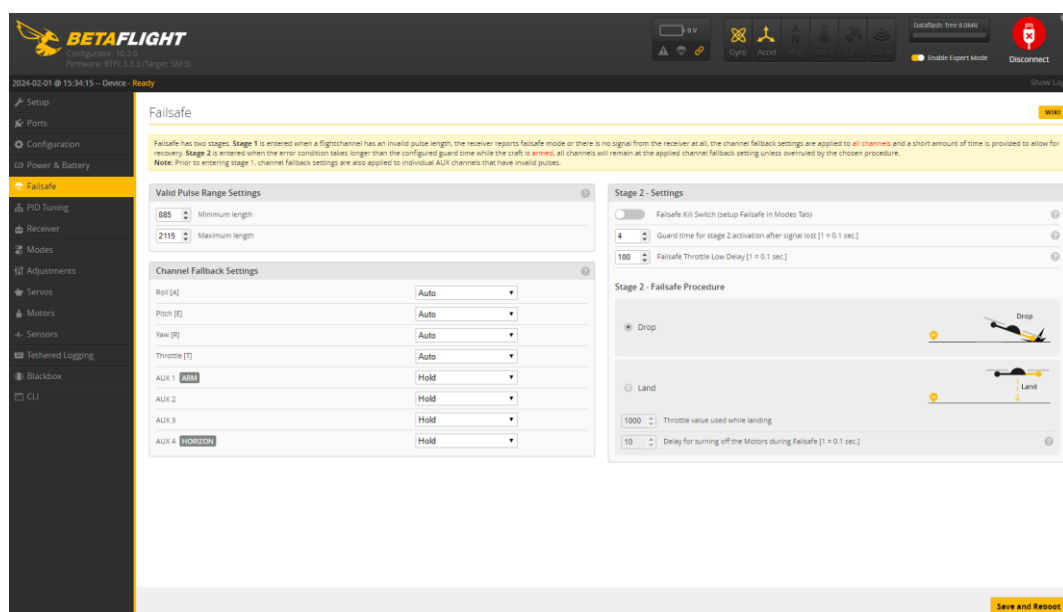 BETAFLIGHT
Configurator: 10.2.0
Firmware: BTFL 3.3.3 (Target: SRF3)
0 V
Gyro
Accel
Dataflash: free 8.0MB
Enable Expert Mode
Disconnect
2024-02-01 @ 15:34:15 -- Device - Ready
Show Log
Setup
Ports
Configuration
Power & Battery
Failsafe
PID Tuning
Receiver
Modes
Adjustments
Servos
Motors
Sensors
Tethered Logging
Blackbox
CLI
Failsafe
WIKI
Failsafe has two stages. Stage 1 is entered when a flightchannel has an invalid pulse length, the receiver reports failsafe mode or there is no signal from the receiver at all, the channel fallback settings are applied to all channels and a short amount of time is provided to allow for
recovery. Stage 2 is entered when the error condition takes longer than the configured guard time while the craft is armed, all channels will remain at the applied channel fallback setting unless overruled by the chosen procedure.
Note: Prior to entering stage 1, channel fallback settings are also applied to individual AUX channels that have invalid pulses.
Valid Pulse Range Settings
885 Minimum length
2115 Maximum length
Channel Fallback Settings
Roll [A] Auto
Pitch [E] Auto
Yaw [R] Auto
Throttle [T] Auto
AUX 1 ARM Hold
AUX 2 Hold
AUX 3 Hold
AUX 4 HORIZON Hold
Stage 2 - Settings
Failsafe Kill Switch (setup Failsafe in Modes Tab)
4 Guard time for stage 2 activation after signal lost [1 = 0.1 sec.]
100 Failsafe Throttle Low Delay [1 = 0.1 sec.]
Stage 2 - Failsafe Procedure
Drop
Drop
Land
Land
1000 Throttle value used while landing
10 Delay for turning off the Motors during Failsafe [1 = 0.1 sec.]
Save and Reboot